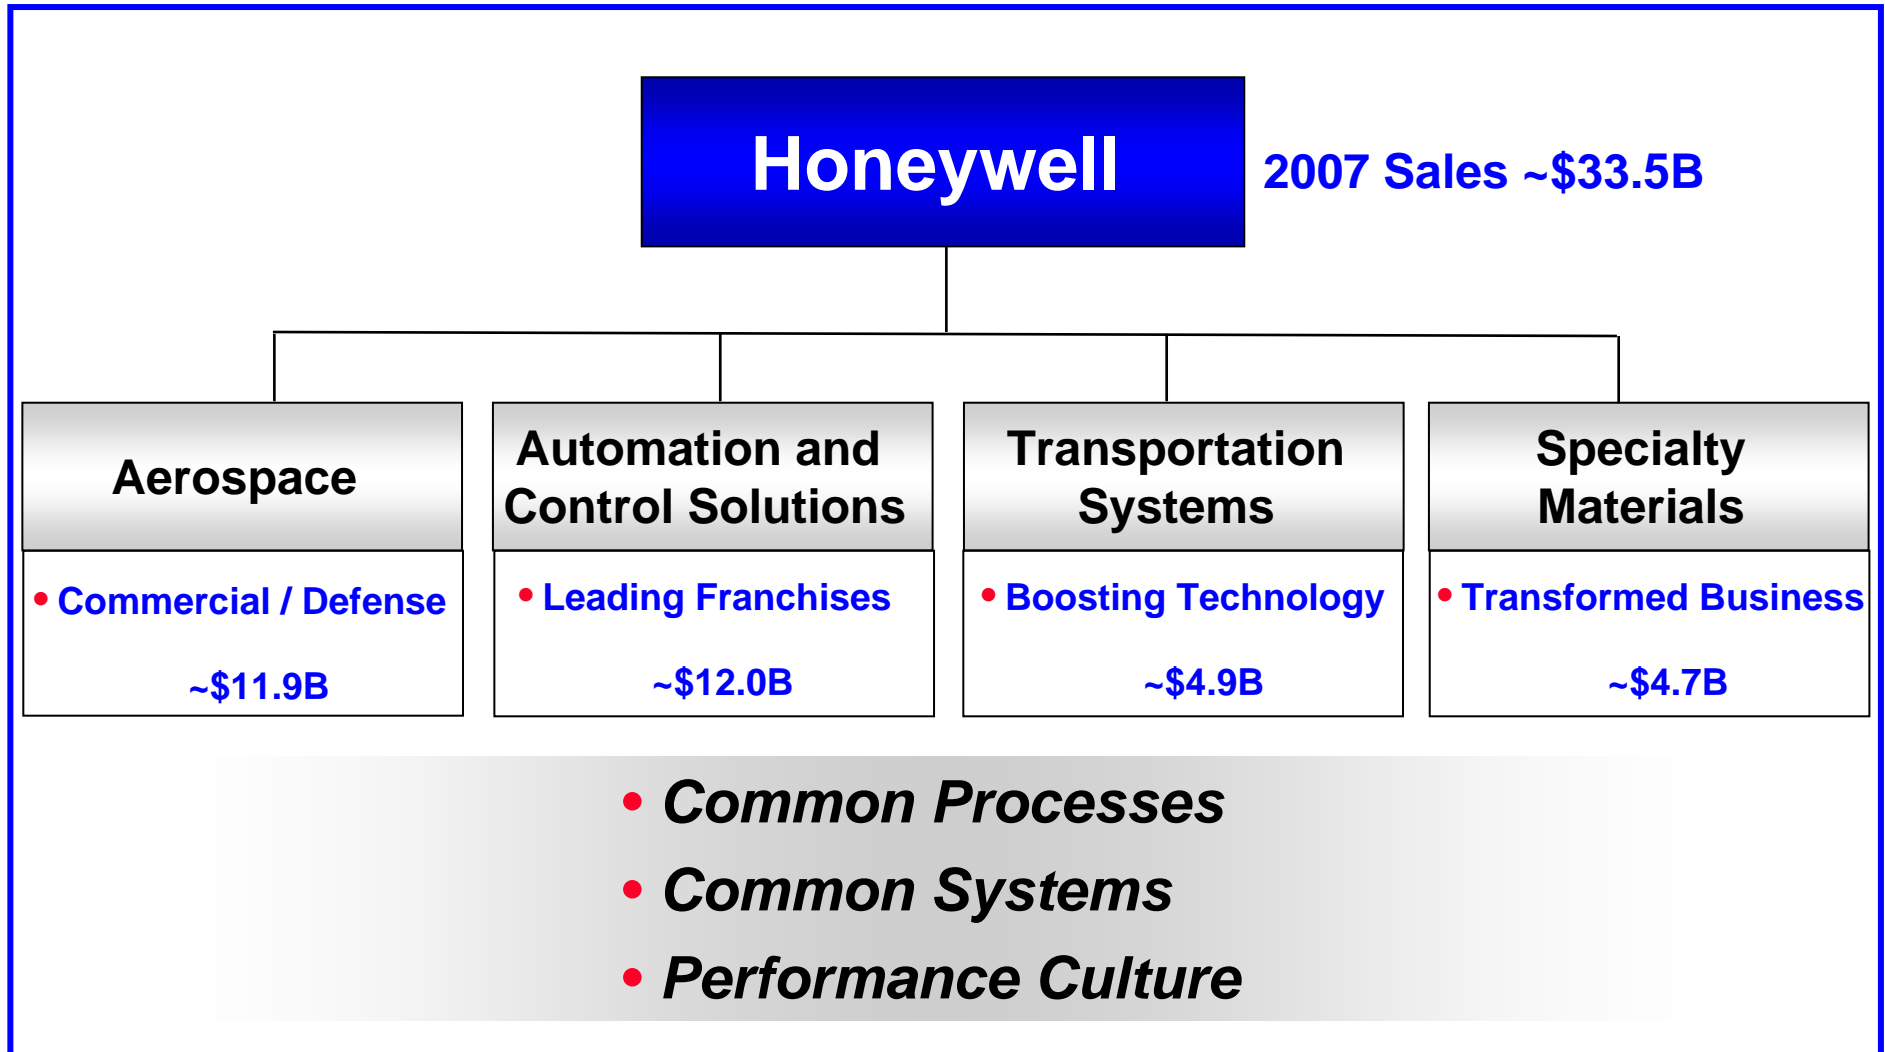 Honeywell
2007 Sales ~$33.5B
Aerospace
• Commercial / Defense
~$11.9B
Automation and
Control Solutions
• Leading Franchises
~$12.0B
Transportation
Systems
• Boosting Technology
~$4.9B
Specialty
Materials
• Transformed Business
~$4.7B
• Common Processes
• Common Systems
• Performance Culture